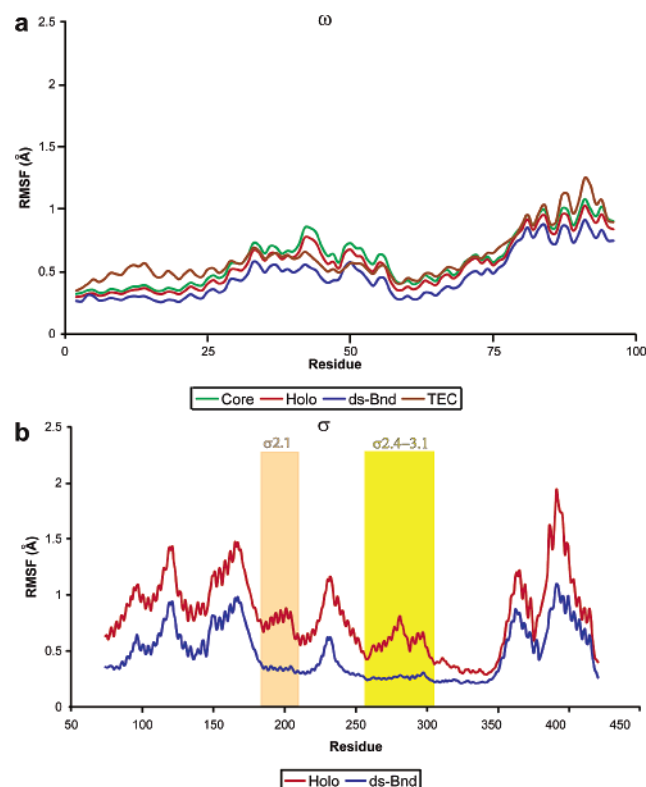 a
ω
2.5
2
1.5
1
0.5
0
RMSF (Å)
0 25 50 75 100
Residue
Core Holo ds-Bnd TEC
b
σ
σ2.1 σ2.4–3.1
2.5
2
1.5
1
0.5
0
RMSF (Å)
50 100 150 200 250 300 350 400 450
Residue
Holo ds-Bnd